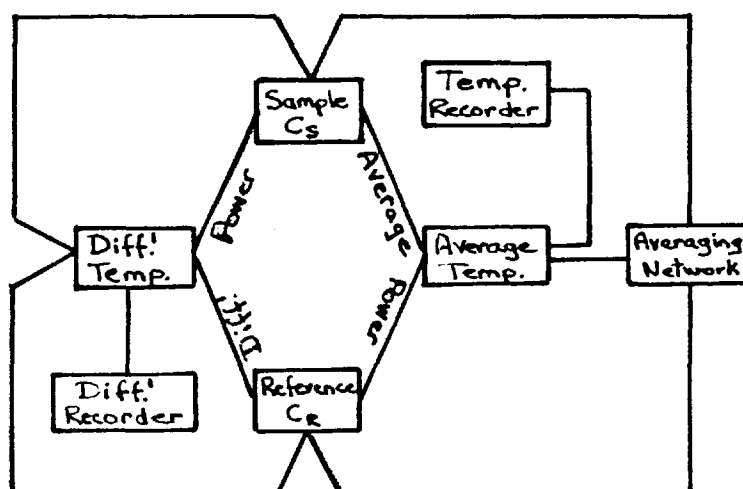 Sample
Cs
Temp.
Recorder
Power
Average
Diff'l
Temp.
Average
Temp.
Averaging
Network
Diff'l
Power
Diff'l
Recorder
Reference
CR